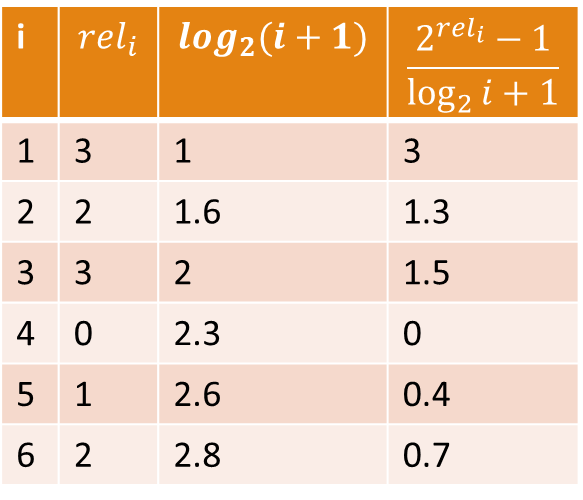 i rel_i log_2(i + 1) \frac{2^{rel_i} - 1}{\log_2 i + 1}
1 3 1 3
2 2 1.6 1.3
3 3 2 1.5
4 0 2.3 0
5 1 2.6 0.4
6 2 2.8 0.7